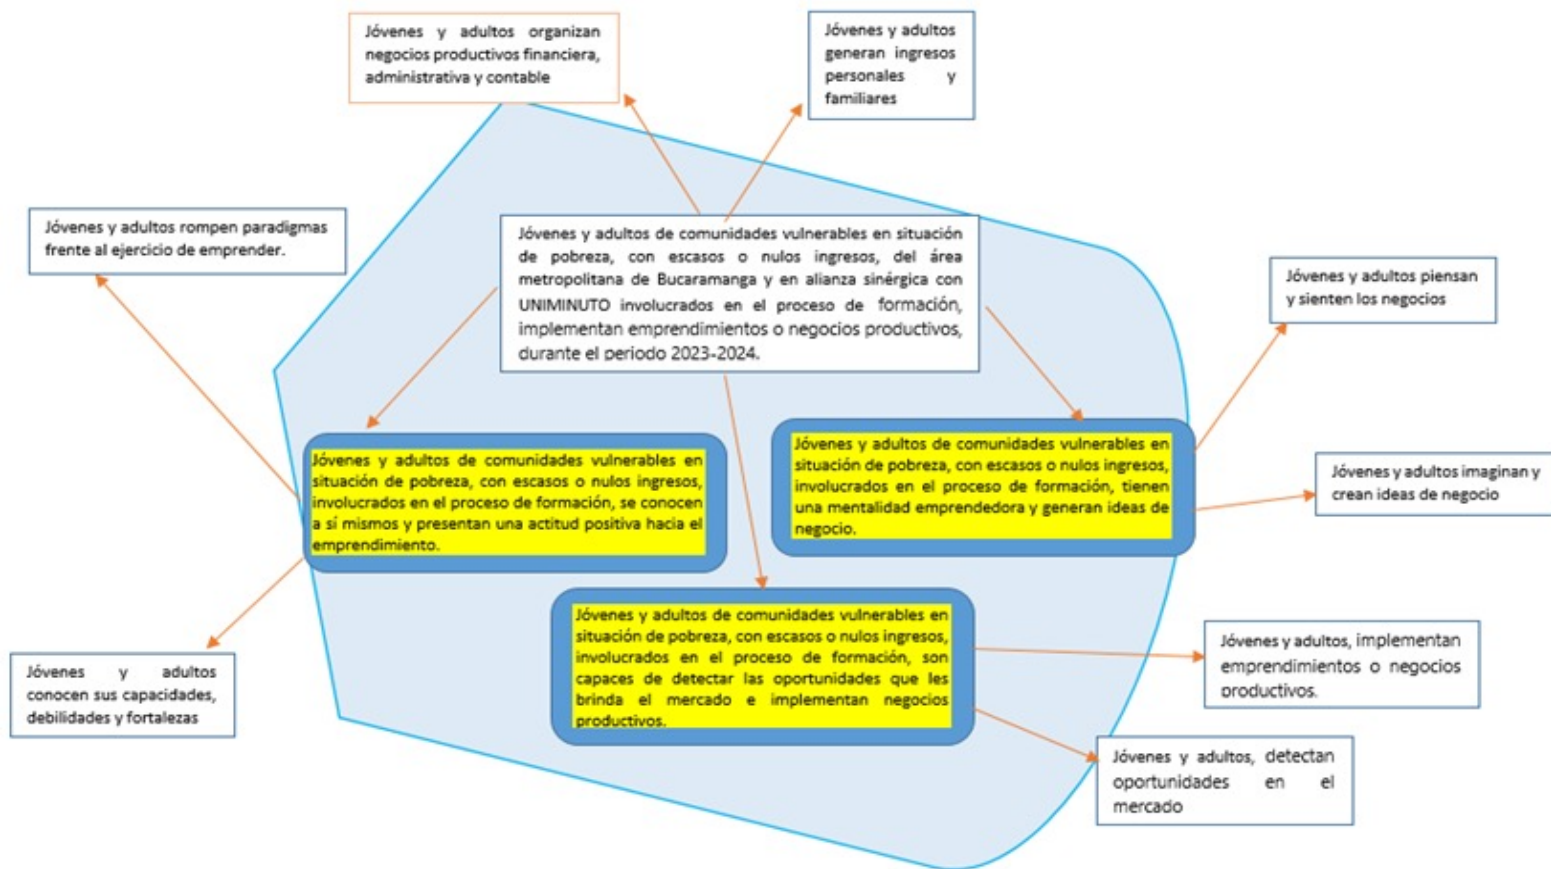 Jóvenes y adultos organizan
negocios productivos financiera,
administrativa y contable
Jóvenes y adultos
generan ingresos
personales y
familiares
Jóvenes y adultos rompen paradigmas
frente al ejercicio de emprender.
Jóvenes y adultos de comunidades vulnerables en situación
de pobreza, con escasos o nulos ingresos, del área
metropolitana de Bucaramanga y en alianza sinérgica con
UNIMINUTO involucrados en el proceso de formación,
implementan emprendimientos o negocios productivos,
durante el periodo 2023-2024.
Jóvenes y adultos piensan
y sienten los negocios
Jóvenes y adultos de comunidades vulnerables en
situación de pobreza, con escasos o nulos ingresos,
involucrados en el proceso de formación, se conocen
a sí mismos y presentan una actitud positiva hacia el
emprendimiento.
Jóvenes y adultos de comunidades vulnerables en
situación de pobreza, con escasos o nulos ingresos,
involucrados en el proceso de formación, tienen
una mentalidad emprendedora y generan ideas de
negocio.
Jóvenes y adultos imaginan y
crean ideas de negocio
Jóvenes y adultos de comunidades vulnerables en
situación de pobreza, con escasos o nulos ingresos,
involucrados en el proceso de formación, son
capaces de detectar las oportunidades que les
brinda el mercado e implementan negocios
productivos.
Jóvenes y adultos
conocen sus capacidades,
debilidades y fortalezas
Jóvenes y adultos, implementan
emprendimientos o negocios
productivos.
Jóvenes y adultos, detectan
oportunidades en el
mercado